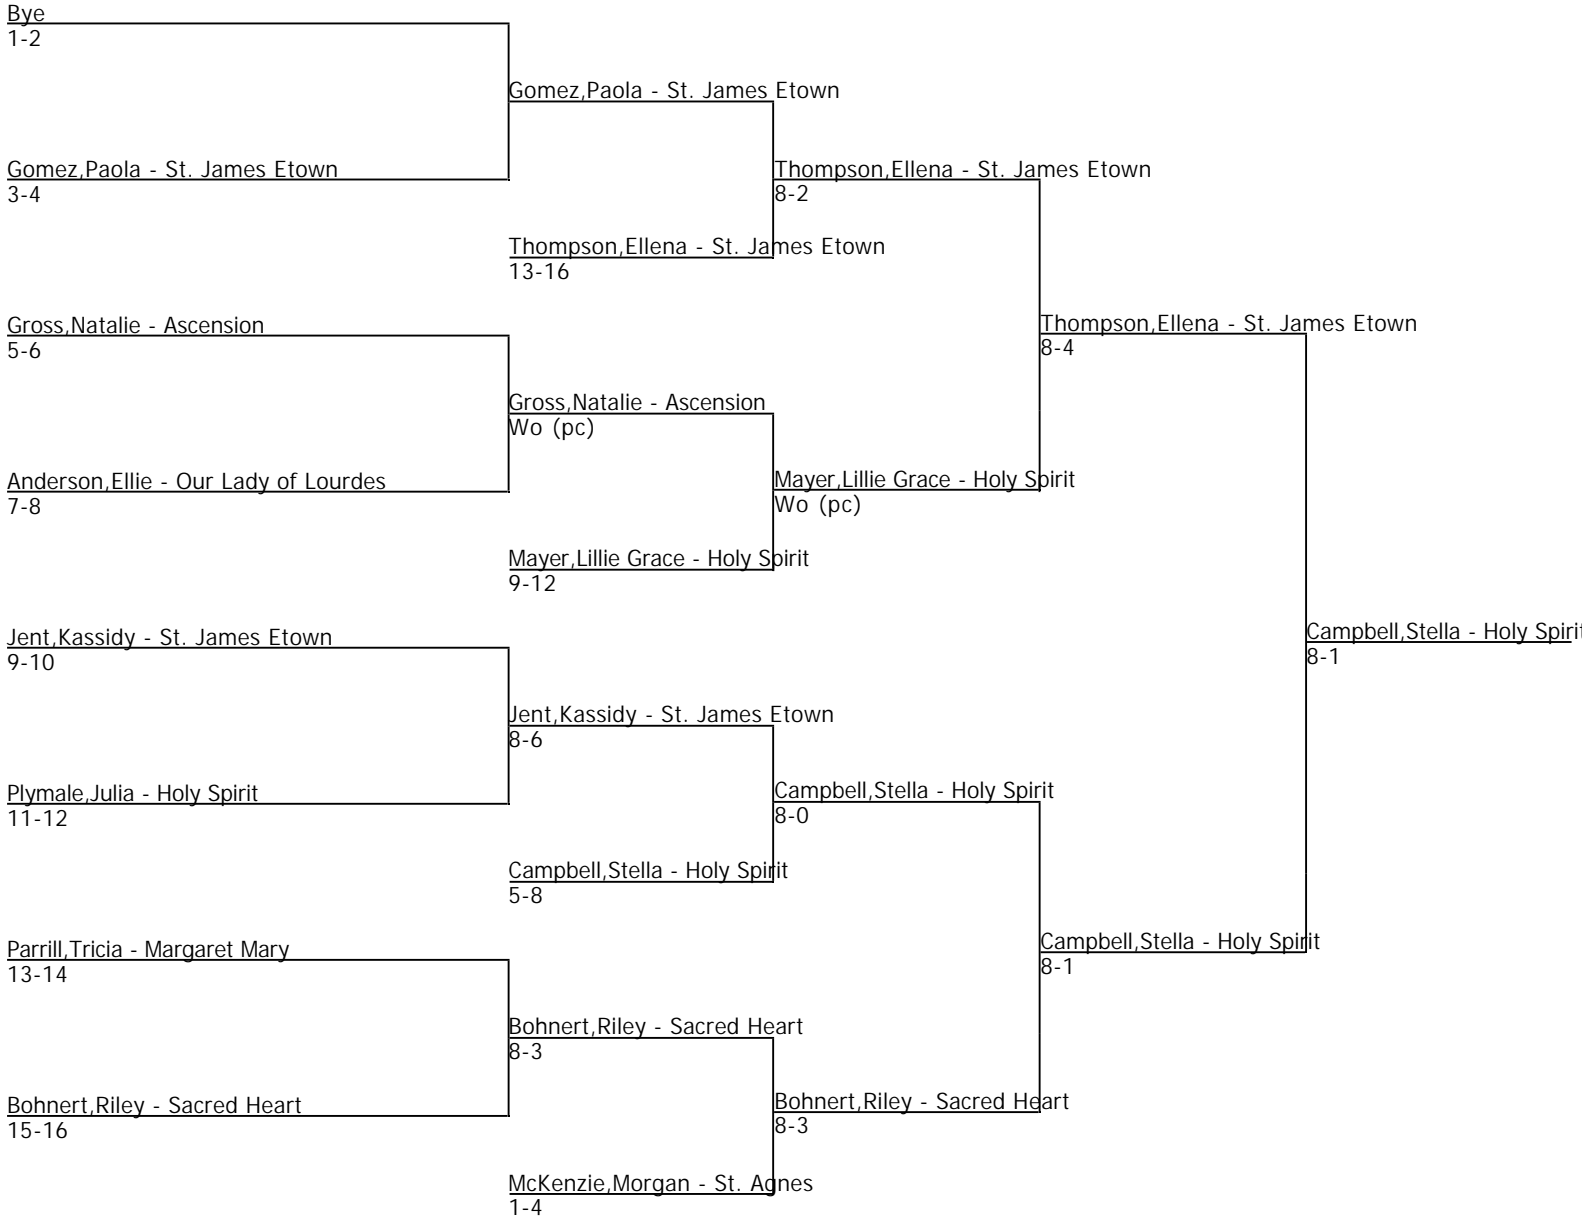 Bye
1-2
Gomez,Paola - St. James Etown
3-4
Gross,Natalie - Ascension
5-6
Anderson,Ellie - Our Lady of Lourdes
7-8
Jent,Kassidy - St. James Etown
9-10
Plymale,Julia - Holy Spirit
11-12
Parrill,Tricia - Margaret Mary
13-14
Bohnert,Riley - Sacred Heart
15-16
Gomez,Paola - St. James Etown
Thompson,Ellena - St. James Etown
13-16
Gross,Natalie - Ascension
Wo (pc)
Mayer,Lillie Grace - Holy Spirit
9-12
Jent,Kassidy - St. James Etown
8-6
Campbell,Stella - Holy Spirit
5-8
Bohnert,Riley - Sacred Heart
8-3
McKenzie,Morgan - St. Agnes
1-4
Thompson,Ellena - St. James Etown
8-2
Mayer,Lillie Grace - Holy Spirit
Wo (pc)
Campbell,Stella - Holy Spirit
8-0
Bohnert,Riley - Sacred Heart
8-3
Thompson,Ellena - St. James Etown
8-4
Campbell,Stella - Holy Spirit
8-1
Campbell,Stella - Holy Spirit
8-1